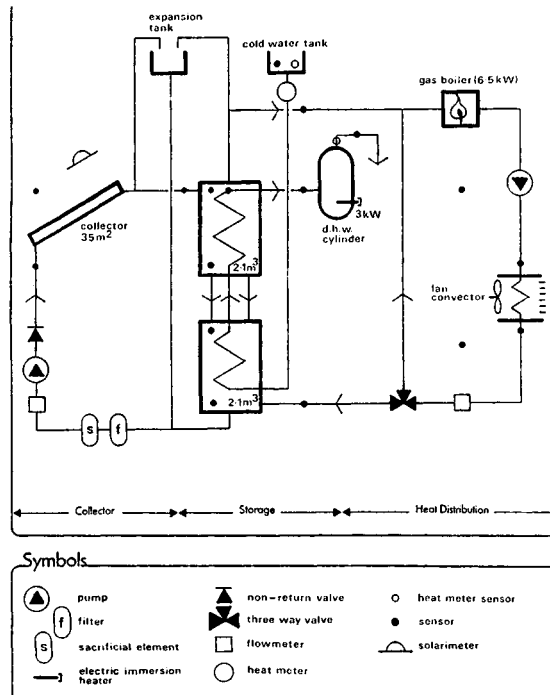 expansion
tank
cold water tank
gas boiler (6·5kW)
collector
35m²
2·1m³
3kW
d.h.w.
cylinder
fan
convector
2·1m³
s
f
Collector
Storage
Heat Distribution
Symbols
pump
non-return valve
heat meter sensor
f
filter
three way valve
sensor
s
sacrificial element
flowmeter
solarimeter
electric immersion
heater
heat meter